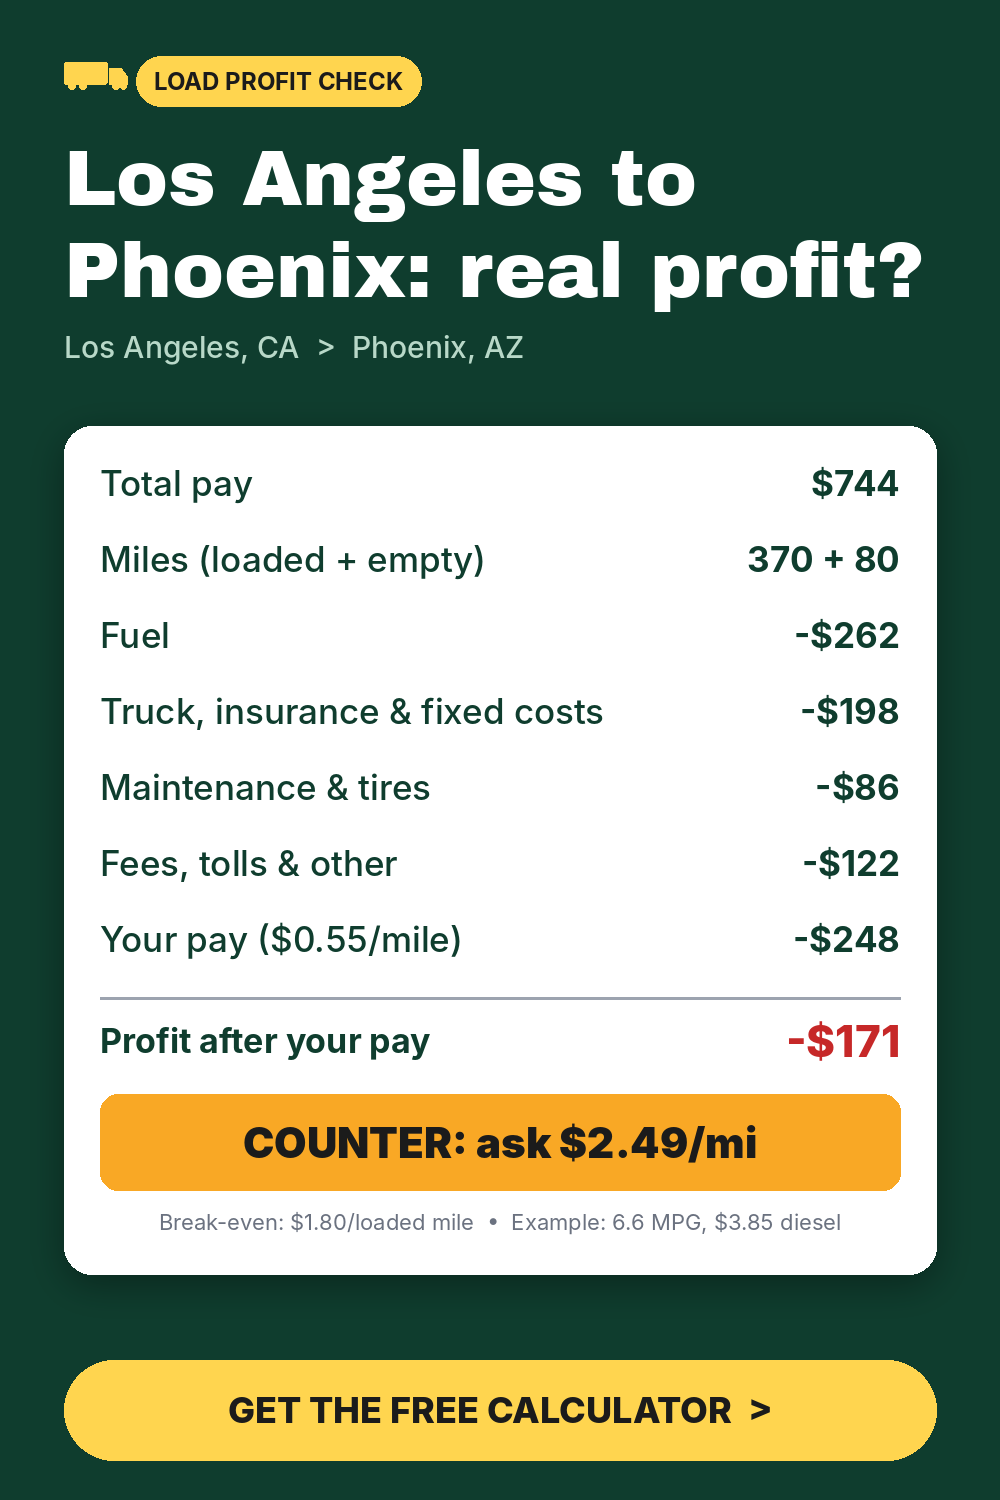 LOAD PROFIT CHECK
Los Angeles to
Phoenix: real profit?
Los Angeles, CA > Phoenix, AZ
Total pay $744
Miles (loaded + empty) 370 + 80
Fuel -$262
Truck, insurance & fixed costs -$198
Maintenance & tires -$86
Fees, tolls & other -$122
Your pay ($0.55/mile) -$248
Profit after your pay -$171
COUNTER: ask $2.49/mi
Break-even: $1.80/loaded mile • Example: 6.6 MPG, $3.85 diesel
GET THE FREE CALCULATOR >